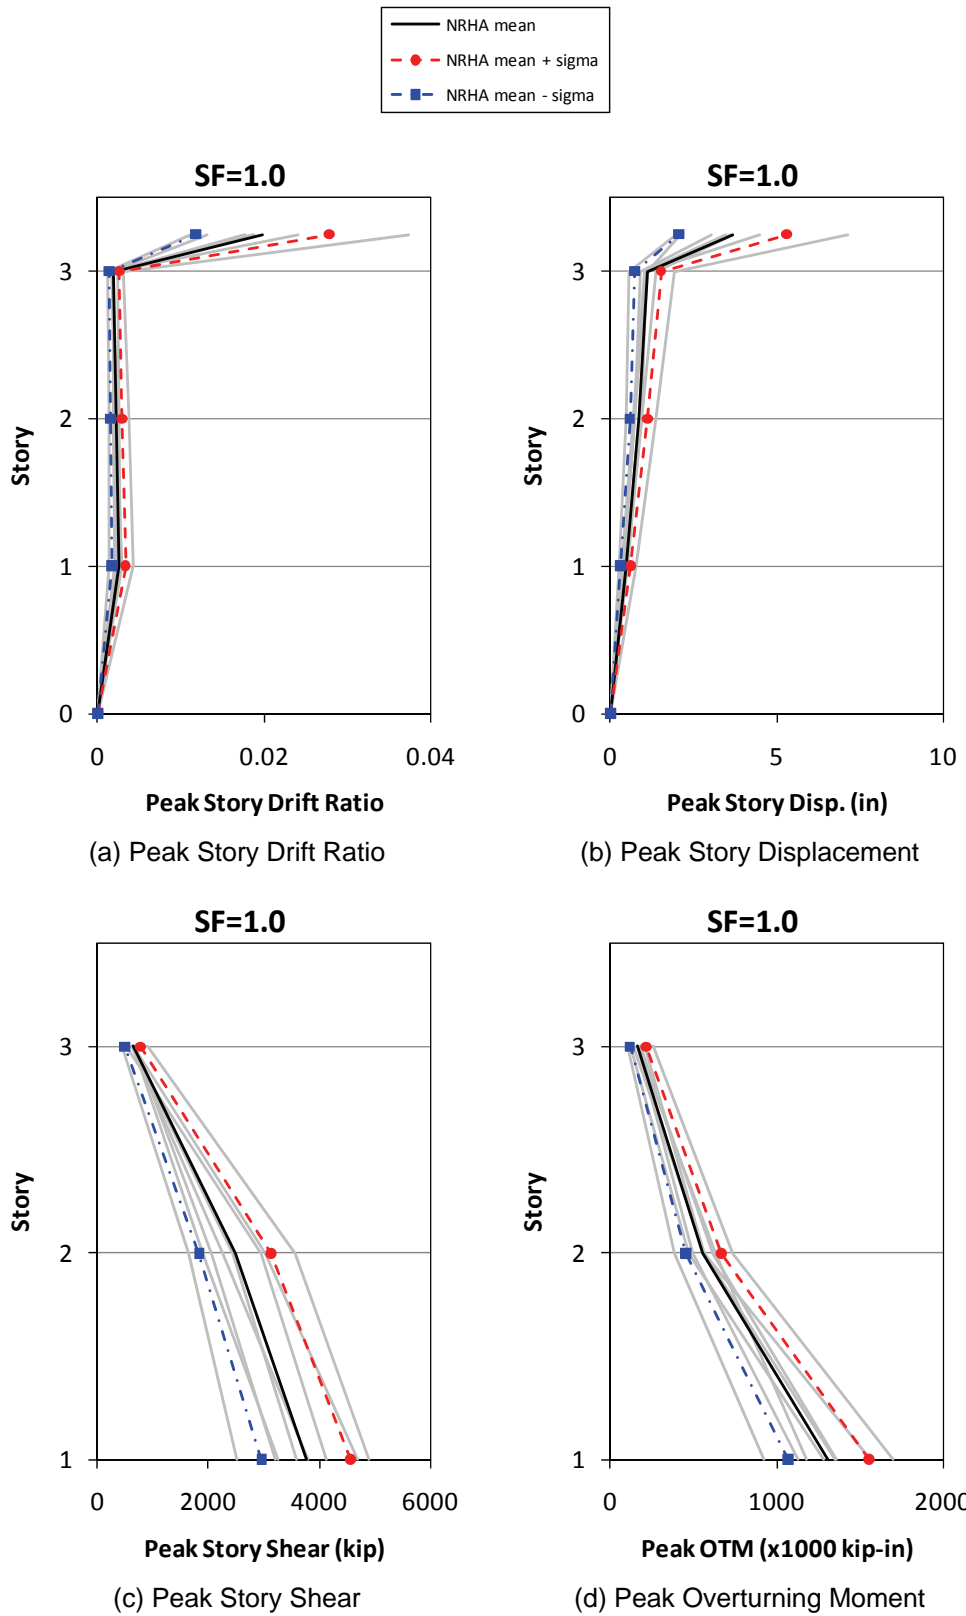 NRHA mean
NRHA mean + sigma
NRHA mean - sigma
SF=1.0
3
2
1
0
Story
0
0.02
0.04
Peak Story Drift Ratio
(a) Peak Story Drift Ratio
SF=1.0
3
2
1
0
Story
0
5
10
Peak Story Disp. (in)
(b) Peak Story Displacement
SF=1.0
3
2
1
Story
0
2000
4000
6000
Peak Story Shear (kip)
(c) Peak Story Shear
SF=1.0
3
2
1
Story
0
1000
2000
Peak OTM (x1000 kip-in)
(d) Peak Overturning Moment